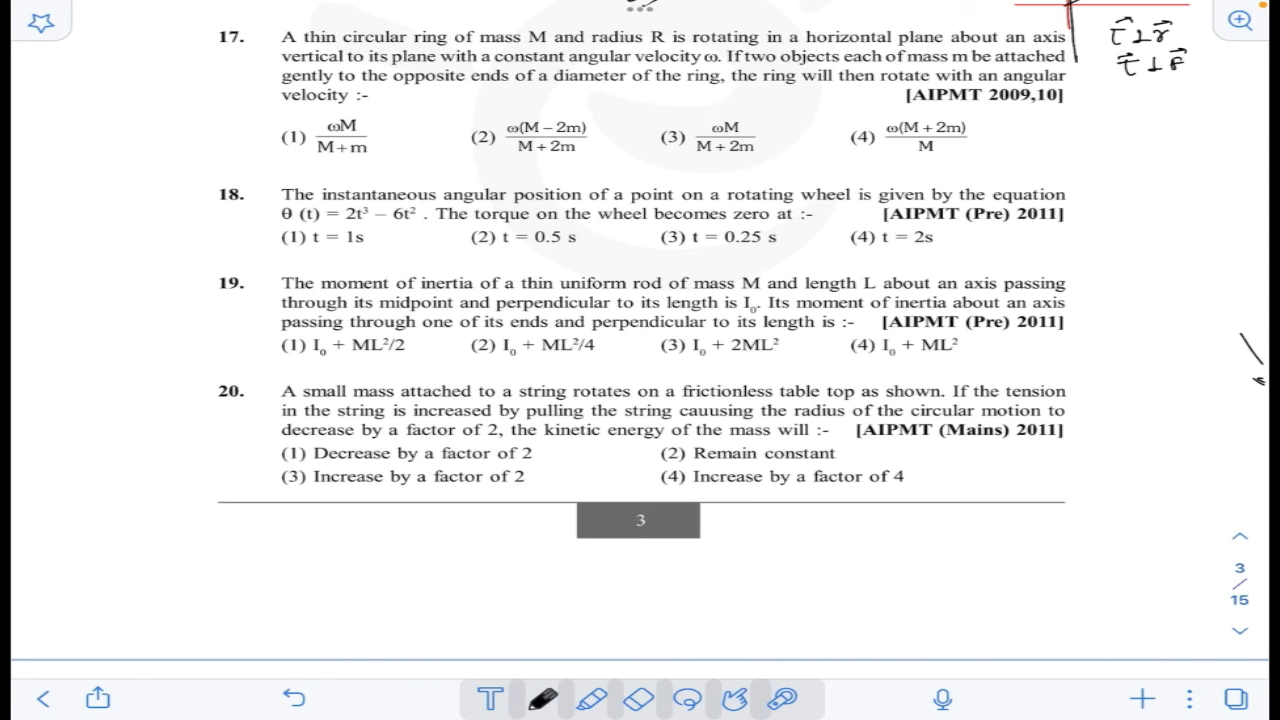 τ⃗ ⊥ r⃗
τ⃗ ⊥ F⃗
17. A thin circular ring of mass M and radius R is rotating in a horizontal plane about an axis
vertical to its plane with a constant angular velocity ω. If two objects each of mass m be attached
gently to the opposite ends of a diameter of the ring, the ring will then rotate with an angular
velocity :- [AIPMT 2009,10]
(1) ωM/(M+m) (2) ω(M – 2m)/(M + 2m) (3) ωM/(M + 2m) (4) ω(M + 2m)/M
18. The instantaneous angular position of a point on a rotating wheel is given by the equation
θ (t) = 2t³ – 6t² . The torque on the wheel becomes zero at :- [AIPMT (Pre) 2011]
(1) t = 1s (2) t = 0.5 s (3) t = 0.25 s (4) t = 2s
19. The moment of inertia of a thin uniform rod of mass M and length L about an axis passing
through its midpoint and perpendicular to its length is I₀. Its moment of inertia about an axis
passing through one of its ends and perpendicular to its length is :- [AIPMT (Pre) 2011]
(1) I₀ + ML²/2 (2) I₀ + ML²/4 (3) I₀ + 2ML² (4) I₀ + ML²
20. A small mass attached to a string rotates on a frictionless table top as shown. If the tension
in the string is increased by pulling the string cauusing the radius of the circular motion to
decrease by a factor of 2, the kinetic energy of the mass will :- [AIPMT (Mains) 2011]
(1) Decrease by a factor of 2 (2) Remain constant
(3) Increase by a factor of 2 (4) Increase by a factor of 4
3
3
/
15